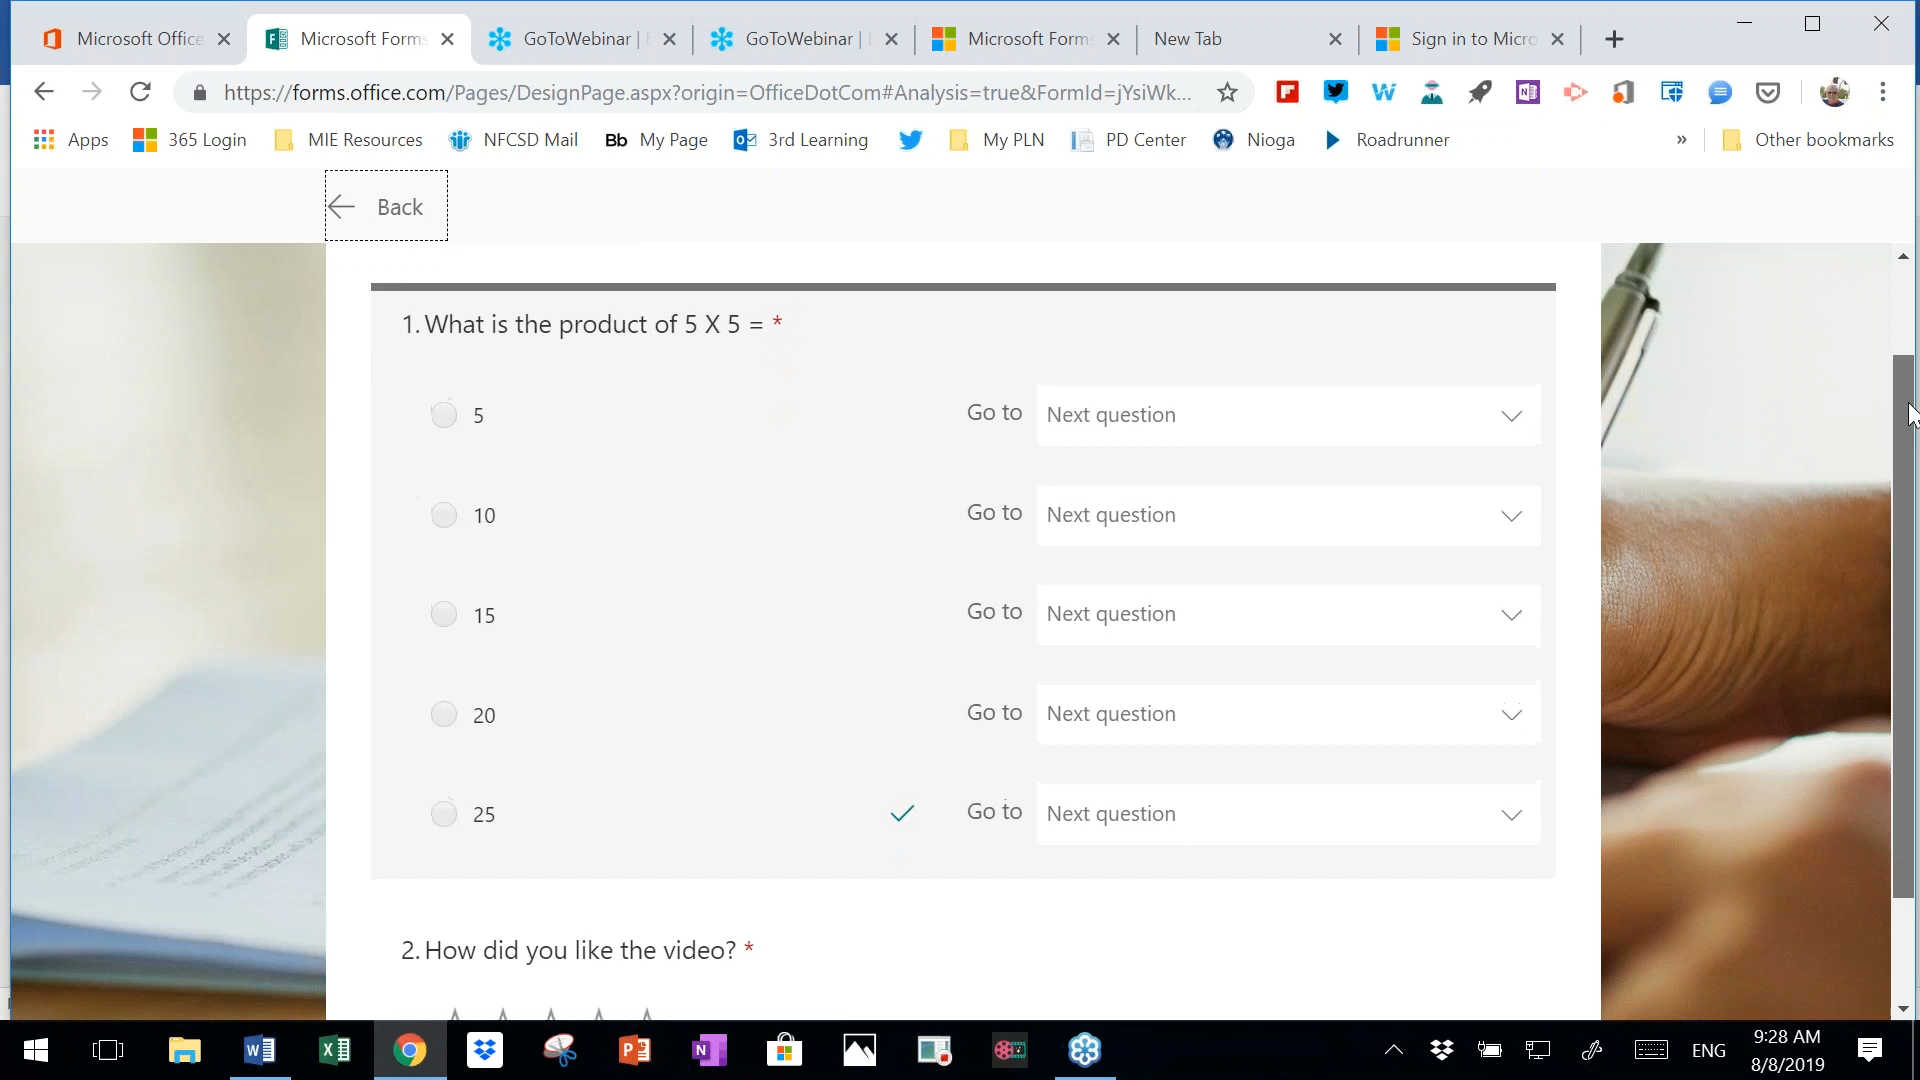 Microsoft Office
Microsoft Forms
GoToWebinar |
GoToWebinar |
Microsoft Forms
New Tab
Sign in to Micro
https://forms.office.com/Pages/DesignPage.aspx?origin=OfficeDotCom#Analysis=true&FormId=jYsiWk...
Apps
365 Login
MIE Resources
NFCSD Mail
Bb My Page
3rd Learning
My PLN
PD Center
Nioga
Roadrunner
»
Other bookmarks
Back
1. What is the product of 5 X 5 = *
5 Go to Next question
10 Go to Next question
15 Go to Next question
20 Go to Next question
25 Go to Next question
2. How did you like the video? *
ENG
9:28 AM
8/8/2019